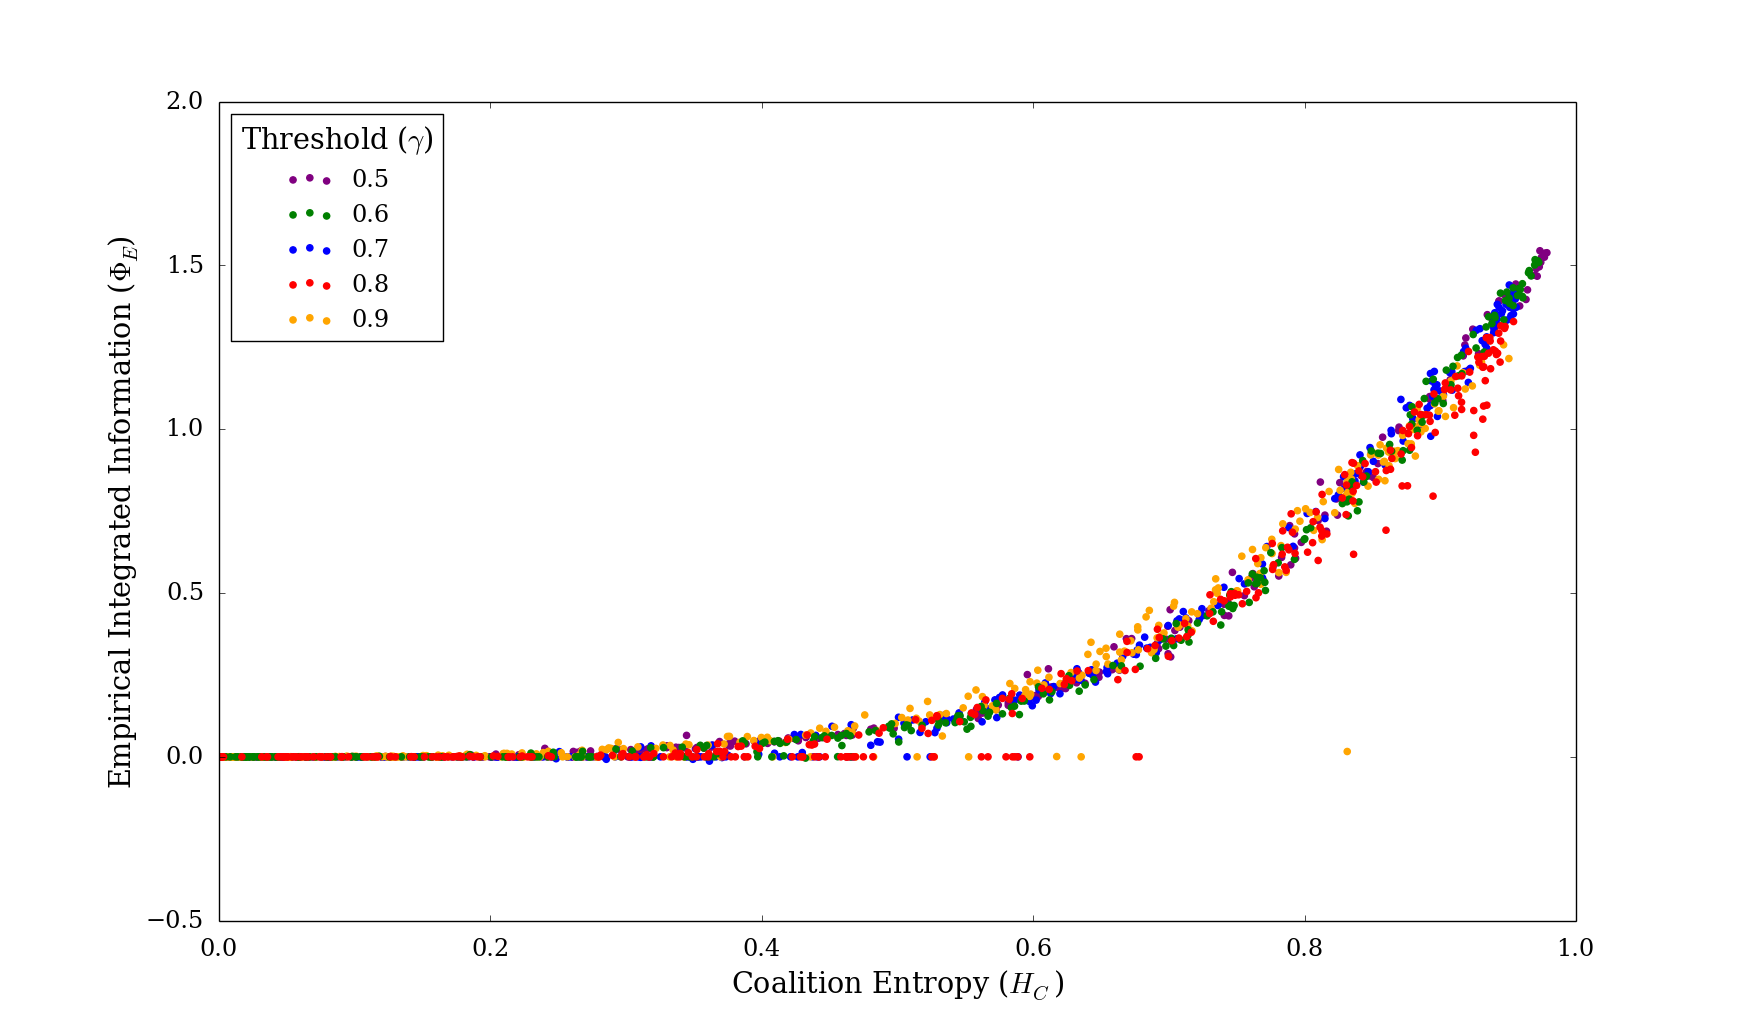 2.0
1.5
1.0
0.5
0.0
−0.5
Empirical Integrated Information (Φ_E)
Threshold (γ)
0.5
0.6
0.7
0.8
0.9
0.0 0.2 0.4 0.6 0.8 1.0
Coalition Entropy (H_C)